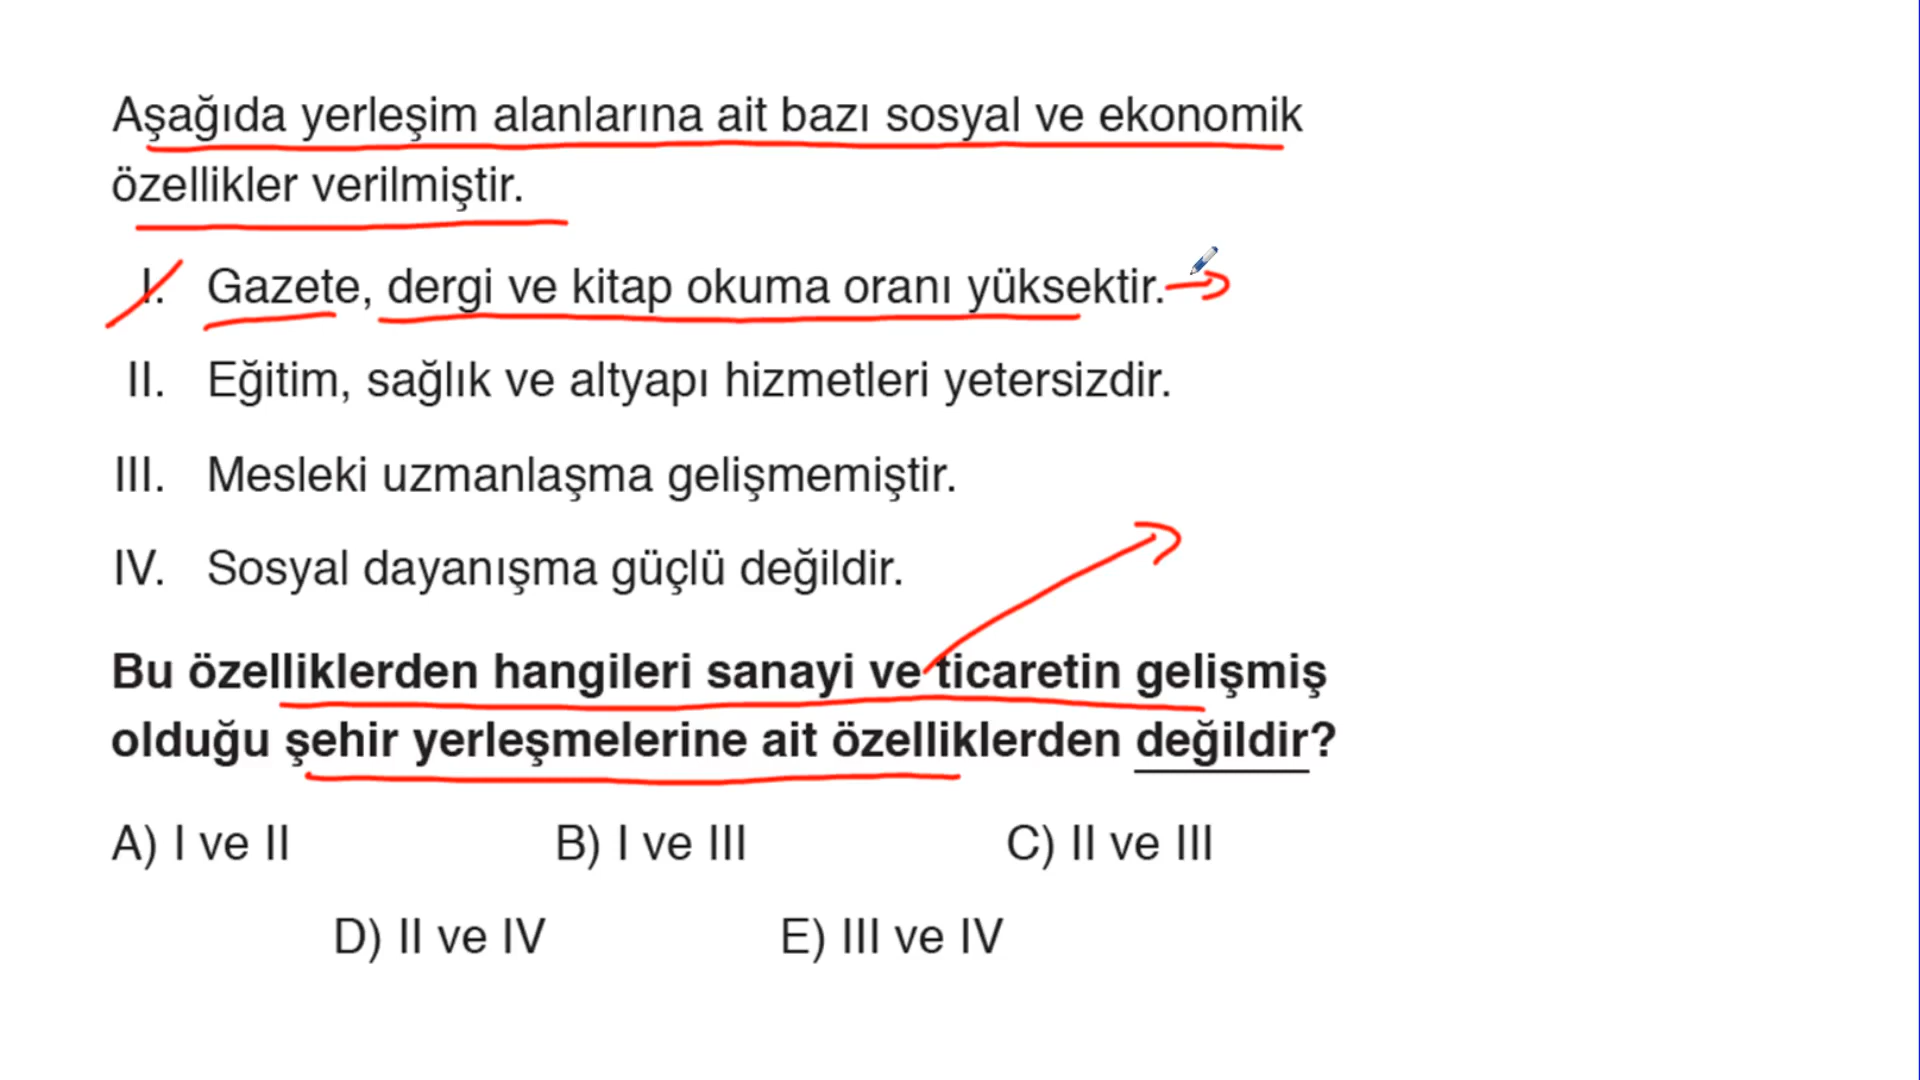 Aşağıda yerleşim alanlarına ait bazı sosyal ve ekonomik
özellikler verilmiştir.
I. Gazete, dergi ve kitap okuma oranı yüksektir.
II. Eğitim, sağlık ve altyapı hizmetleri yetersizdir.
III. Mesleki uzmanlaşma gelişmemiştir.
IV. Sosyal dayanışma güçlü değildir.
Bu özelliklerden hangileri sanayi ve ticaretin gelişmiş
olduğu şehir yerleşmelerine ait özelliklerden değildir?
A) I ve II B) I ve III C) II ve III
D) II ve IV E) III ve IV